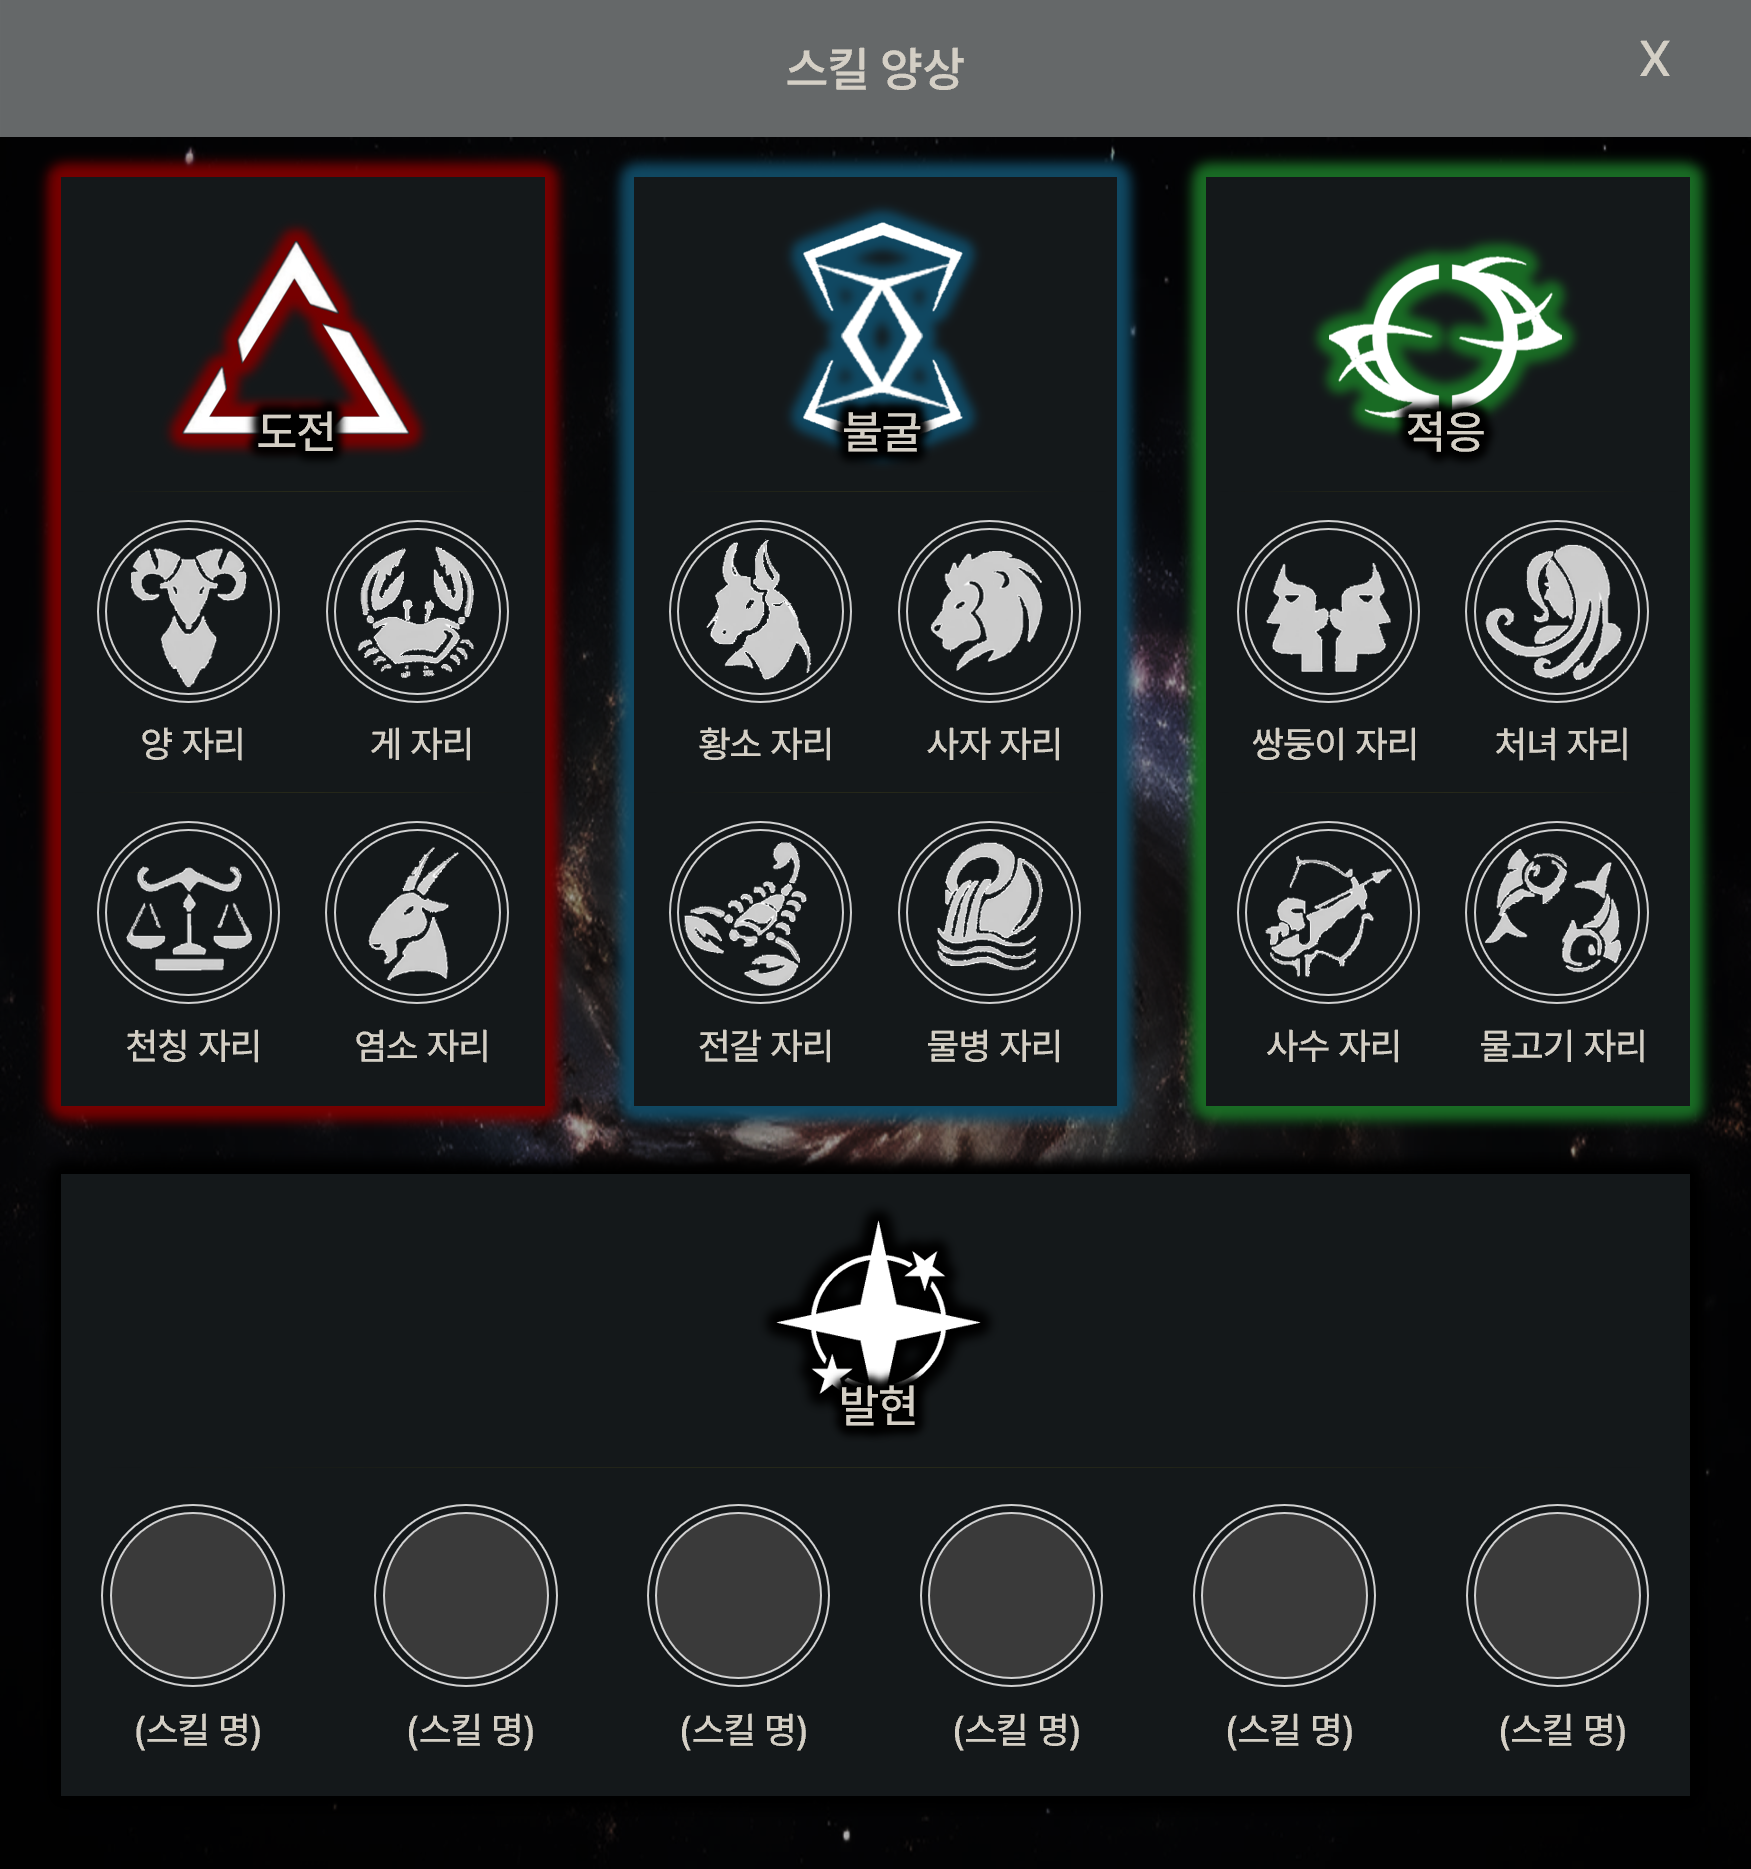 스킬 양상
X
도전
불굴
적응
양 자리
게 자리
황소 자리
사자 자리
쌍둥이 자리
처녀 자리
천칭 자리
염소 자리
전갈 자리
물병 자리
사수 자리
물고기 자리
발현
(스킬 명)
(스킬 명)
(스킬 명)
(스킬 명)
(스킬 명)
(스킬 명)